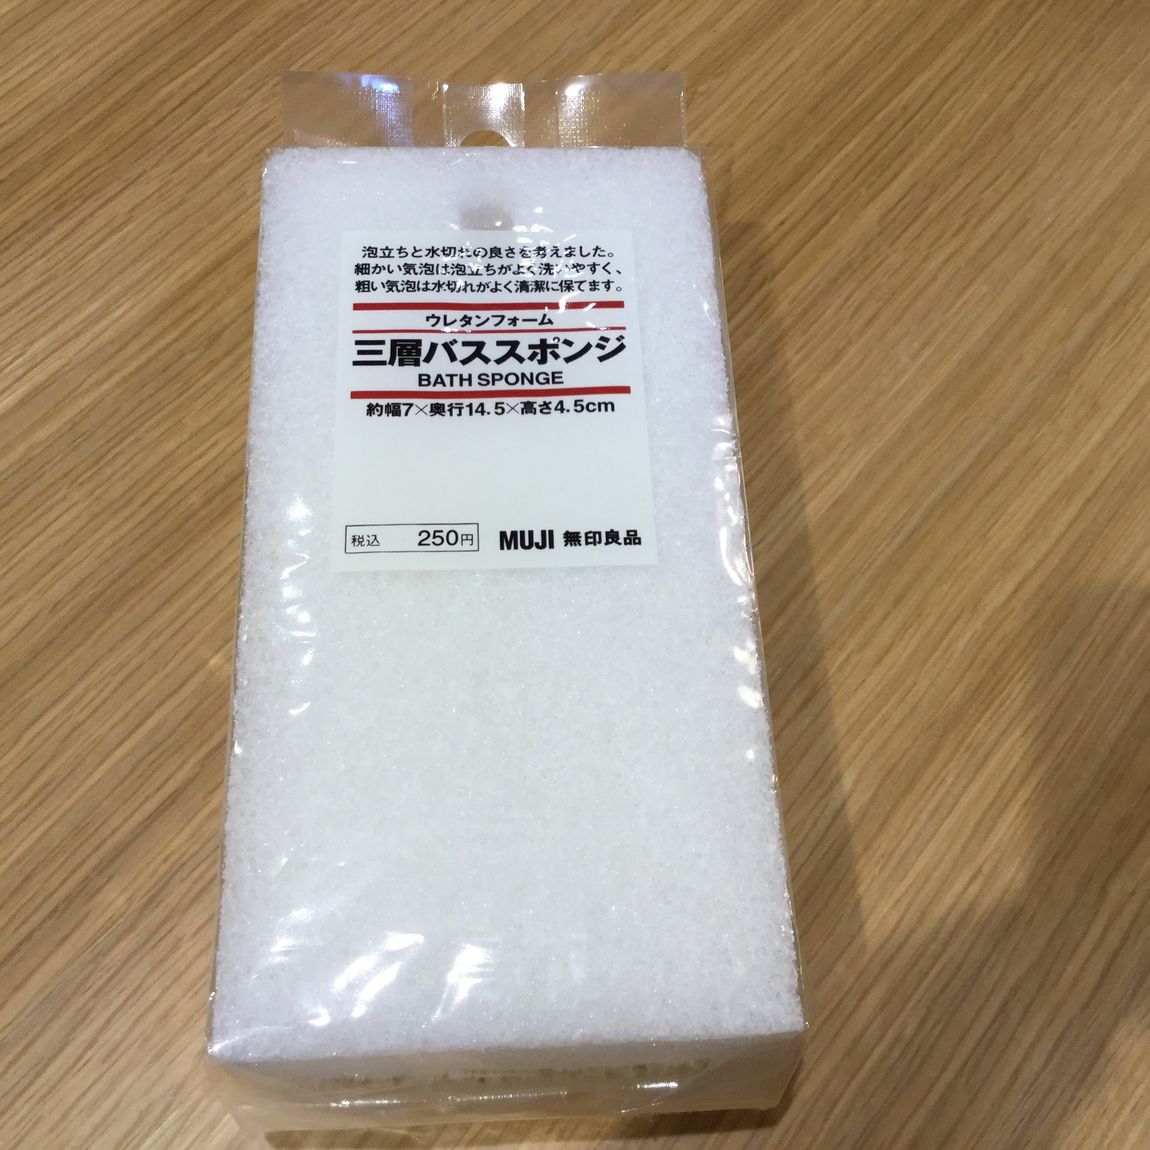 泡立ちと水切れの良さを考えました。
細かい気泡は泡立ちがよく洗いやすく、
粗い気泡は水切れがよく清潔に保てます。
ウレタンフォーム
三層バススポンジ
BATH SPONGE
約幅7×奥行14.5×高さ4.5cm
税込 250円 MUJI 無印良品